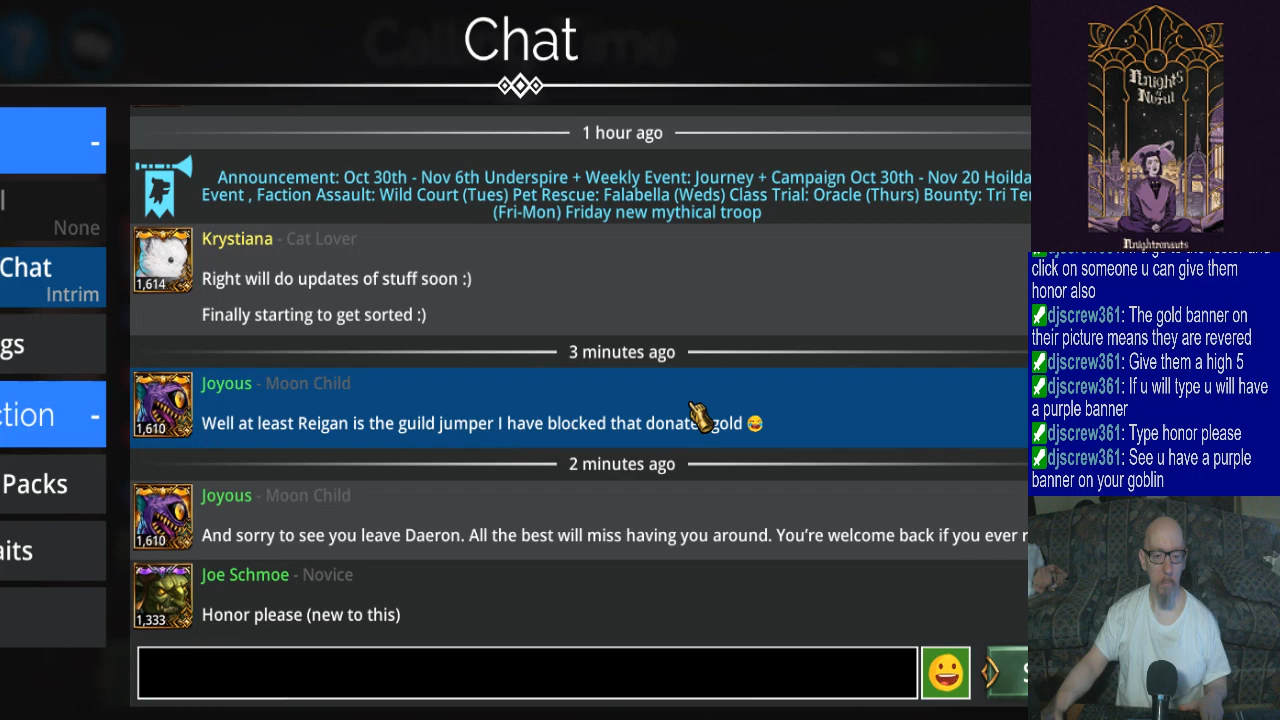 Chat
-
None
Chat
Intrim
gs
ction -
Packs
aits
1 hour ago
Announcement: Oct 30th - Nov 6th Underspire + Weekly Event: Journey + Campaign Oct 30th - Nov 20 Hoilda
Event , Faction Assault: Wild Court (Tues) Pet Rescue: Falabella (Weds) Class Trial: Oracle (Thurs) Bounty: Tri Ter
(Fri-Mon) Friday new mythical troop
Krystiana - Cat Lover
1,614
Right will do updates of stuff soon :)
Finally starting to get sorted :)
3 minutes ago
Joyous - Moon Child
1,610
Well at least Reigan is the guild jumper I have blocked that donated gold 😂
2 minutes ago
Joyous - Moon Child
1,610
And sorry to see you leave Daeron. All the best will miss having you around. You're welcome back if you ever r
Joe Schmoe - Novice
1,333
Honor please (new to this)
S
Knights
of
Nvrul
Knightronauts
click on someone u can give them
honor also
djscrew361: The gold banner on
their picture means they are revered
djscrew361: Give them a high 5
djscrew361: If u will type u will have
a purple banner
djscrew361: Type honor please
djscrew361: See u have a purple
banner on your goblin